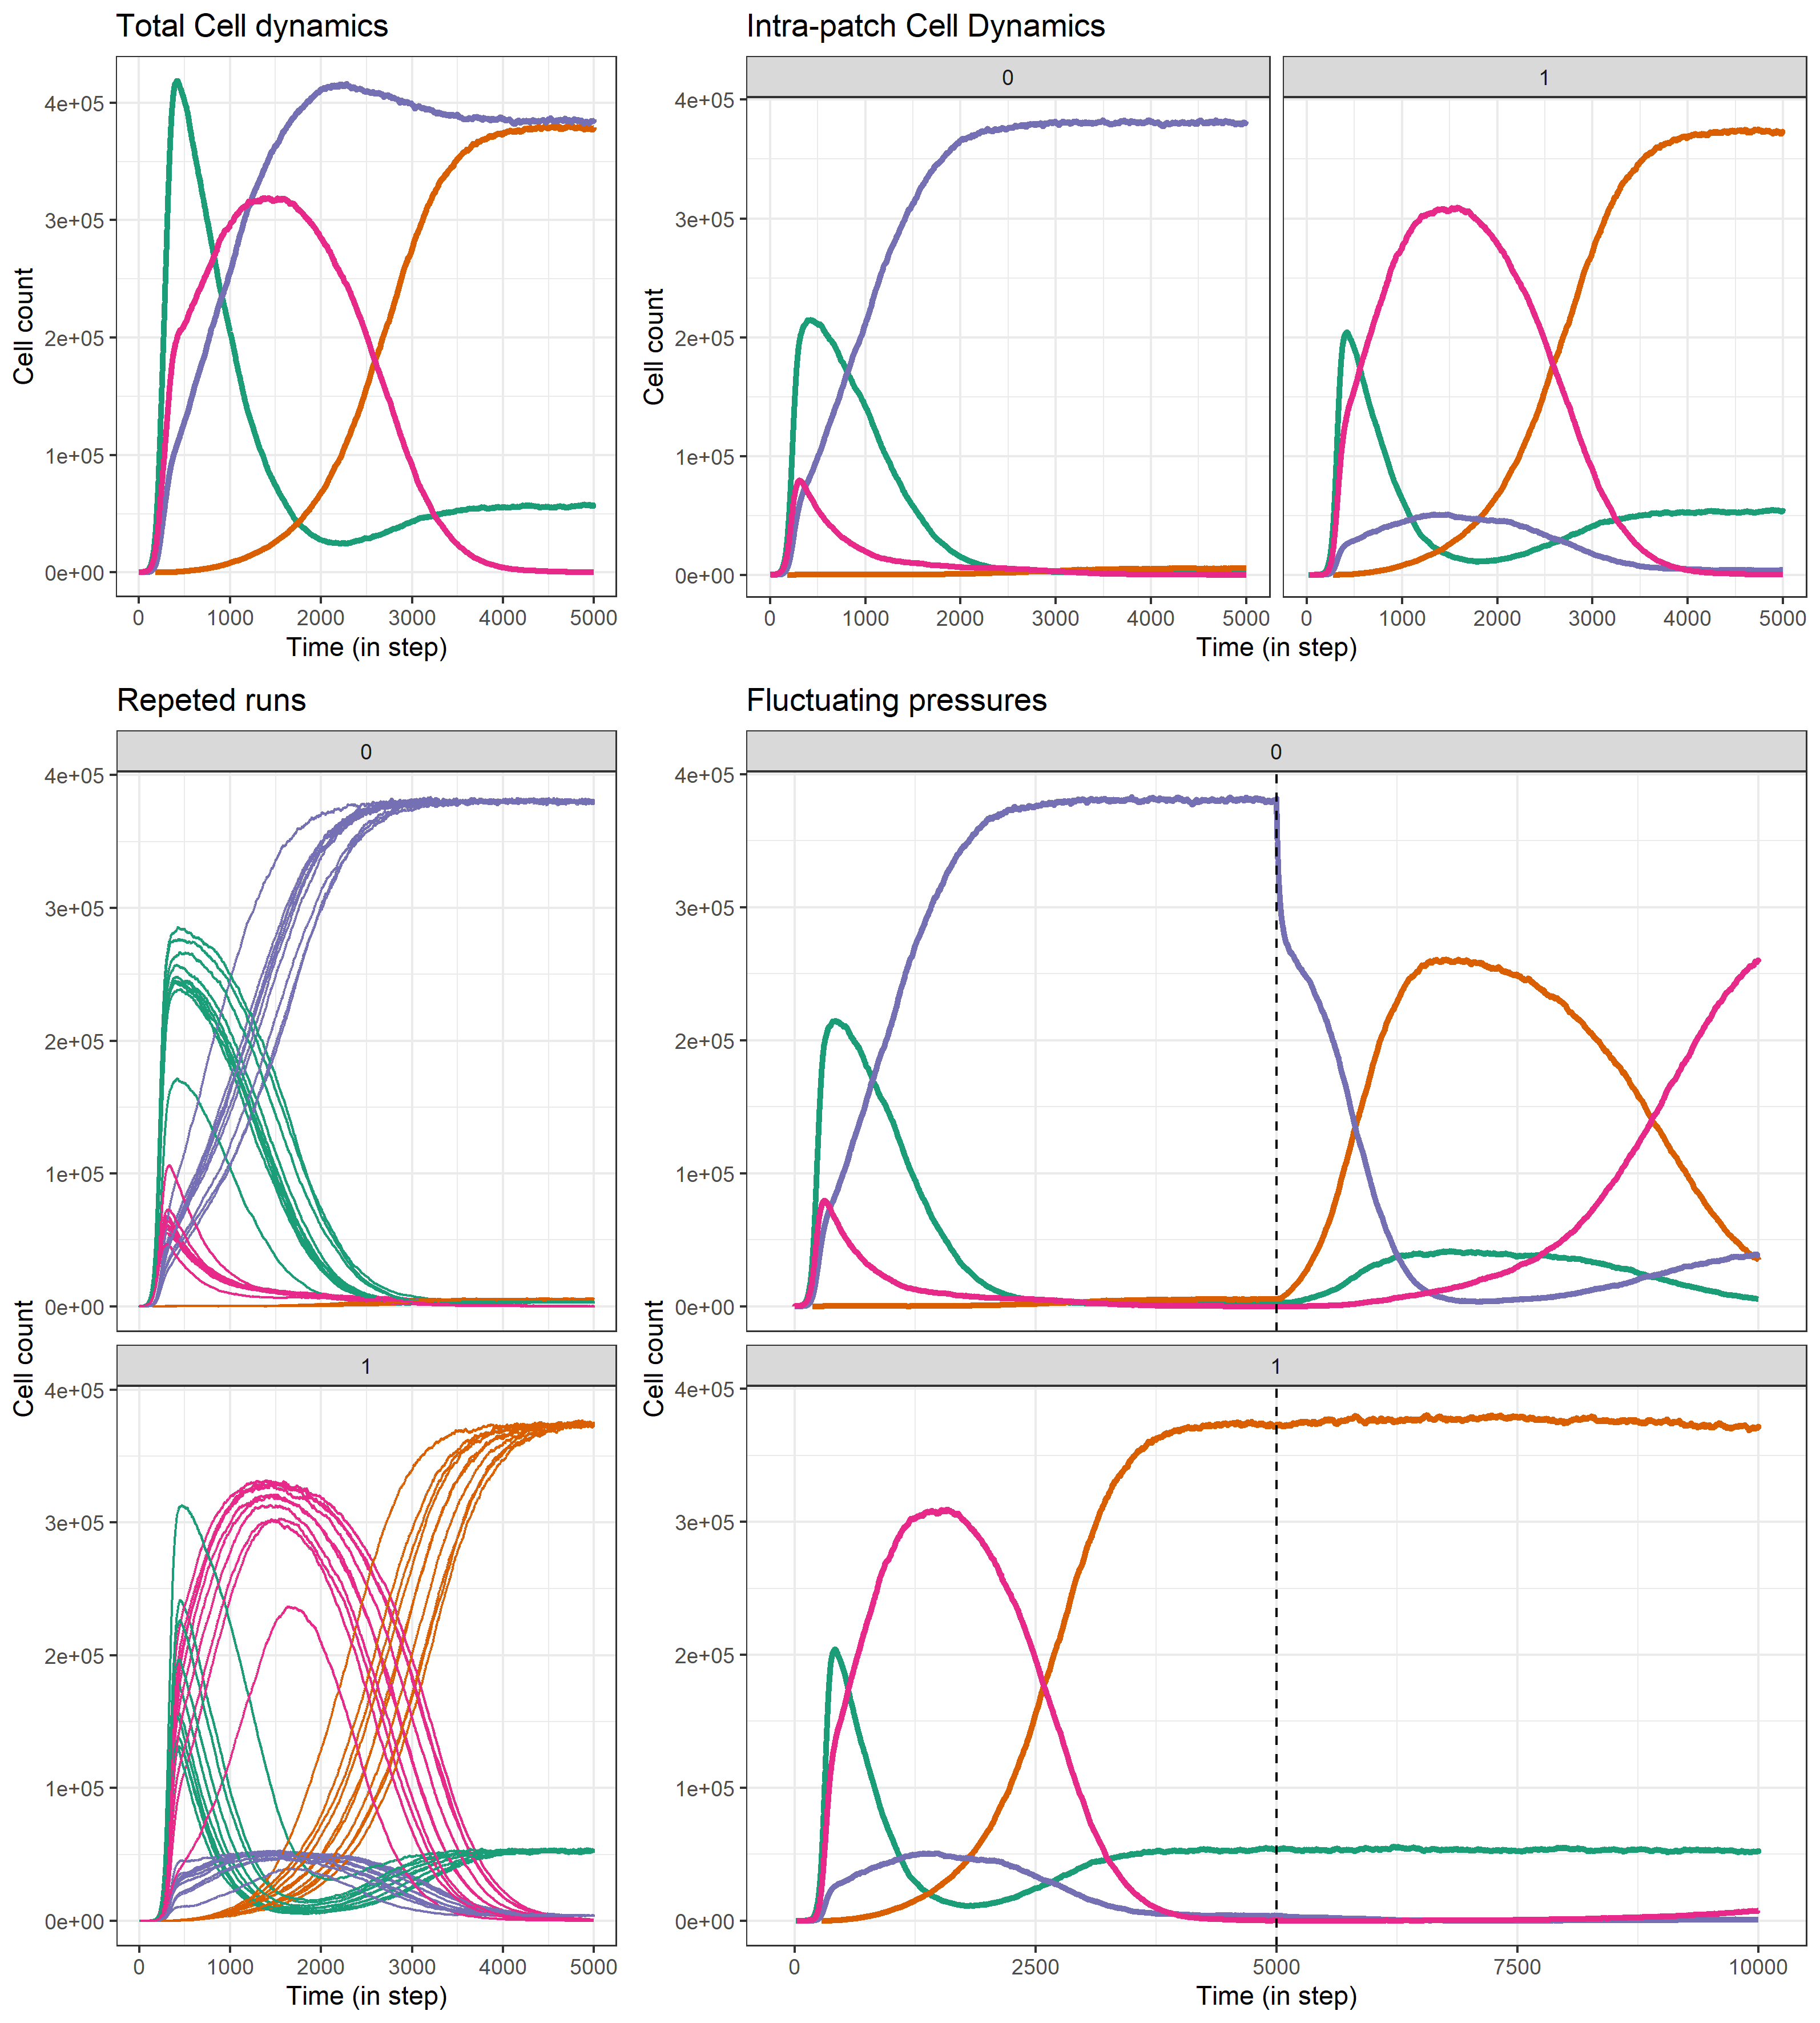 Total Cell dynamics
Cell count
4e+05
3e+05
2e+05
1e+05
0e+00
0 1000 2000 3000 4000 5000
Time (in step)
Intra-patch Cell Dynamics
0 1
Cell count
4e+05
3e+05
2e+05
1e+05
0e+00
0 1000 2000 3000 4000 5000 0 1000 2000 3000 4000 5000
Time (in step)
Repeted runs
0
4e+05
3e+05
2e+05
1e+05
0e+00
Cell count
1
4e+05
3e+05
2e+05
1e+05
0e+00
0 1000 2000 3000 4000 5000
Time (in step)
Fluctuating pressures
0
4e+05
3e+05
2e+05
1e+05
0e+00
Cell count
1
4e+05
3e+05
2e+05
1e+05
0e+00
0 2500 5000 7500 10000
Time (in step)